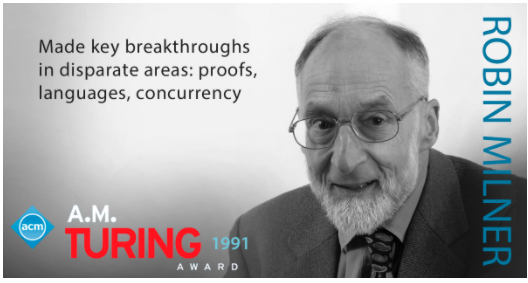 Made key breakthroughs
in disparate areas: proofs,
languages, concurrency
ROBIN MILNER
acm
A.M.
TURING 1991
AWARD